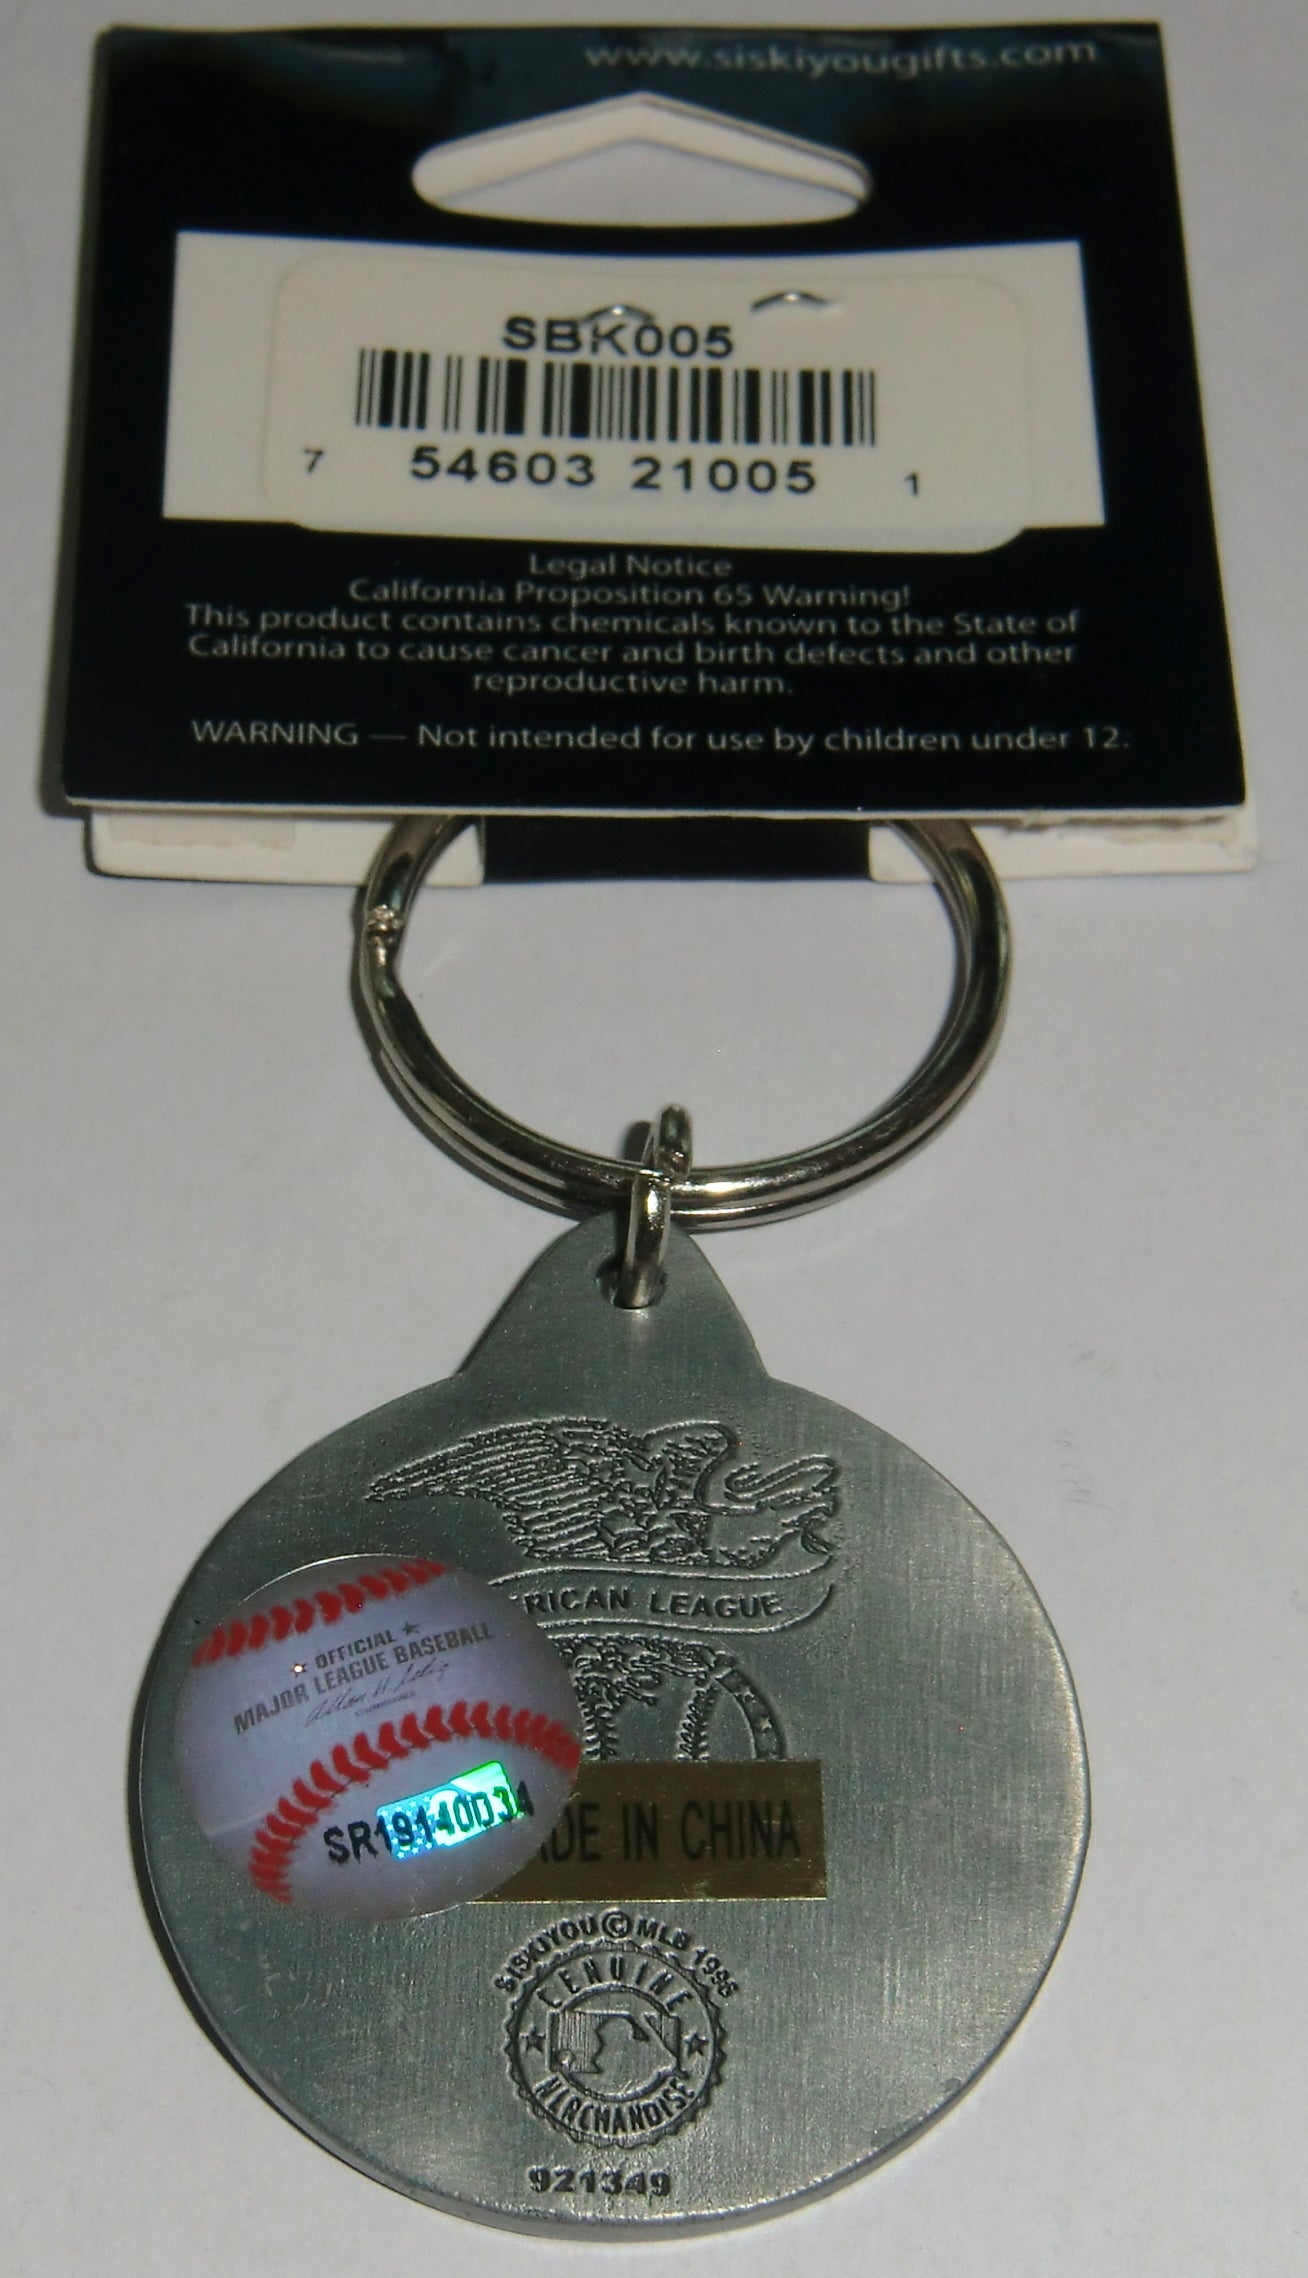 www.siskiyougifts.com
SBK005
7 54603 21005 1
Legal Notice
California Proposition 65 Warning!
This product contains chemicals known to the State of
California to cause cancer and birth defects and other
reproductive harm.
WARNING — Not intended for use by children under 12.
RICAN LEAGUE
OFFICIAL
MAJOR LEAGUE BASEBALL
SR19140034
ADE IN CHINA
SISKIYOU © MLB 1996
GENUINE
MERCHANDISE
921349